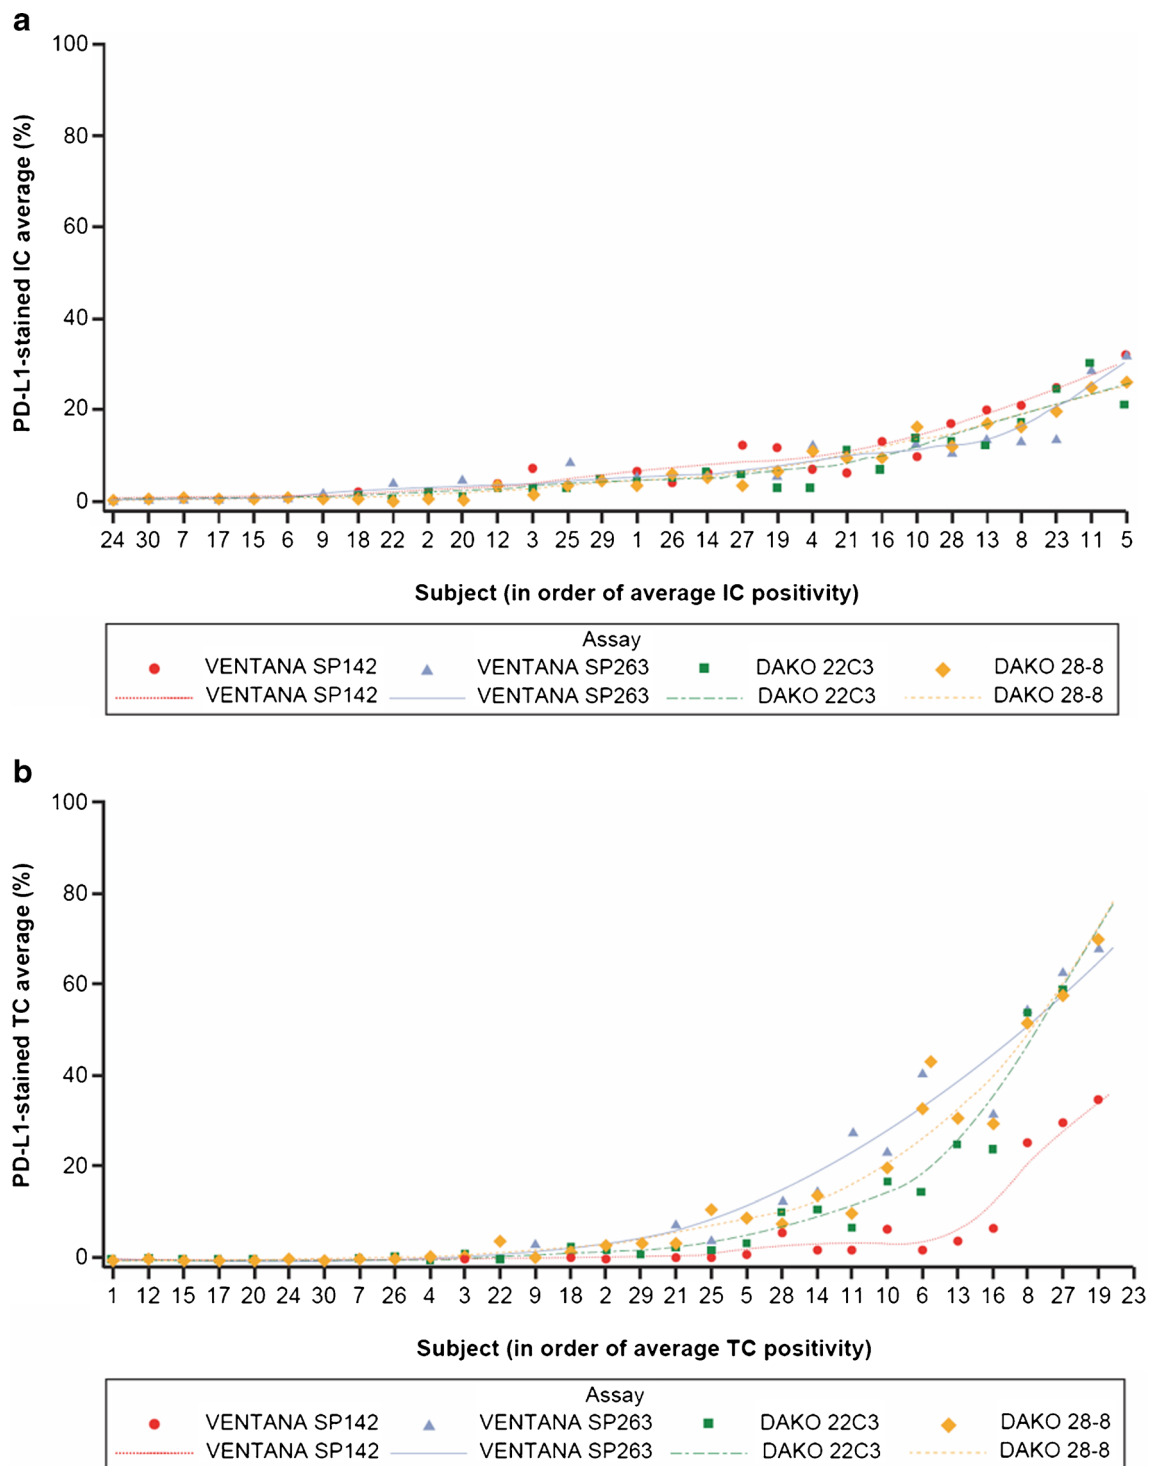 a
PD-L1-stained IC average (%)
100
80
60
40
20
0
24 30 7 17 15 6 9 18 22 2 20 12 3 25 29 1 26 14 27 19 4 21 16 10 28 13 8 23 11 5
Subject (in order of average IC positivity)
Assay
VENTANA SP142 VENTANA SP263 DAKO 22C3 DAKO 28-8
VENTANA SP142 VENTANA SP263 DAKO 22C3 DAKO 28-8
b
PD-L1-stained TC average (%)
100
80
60
40
20
0
1 12 15 17 20 24 30 7 26 4 3 22 9 18 2 29 21 25 5 28 14 11 10 6 13 16 8 27 19 23
Subject (in order of average TC positivity)
Assay
VENTANA SP142 VENTANA SP263 DAKO 22C3 DAKO 28-8
VENTANA SP142 VENTANA SP263 DAKO 22C3 DAKO 28-8